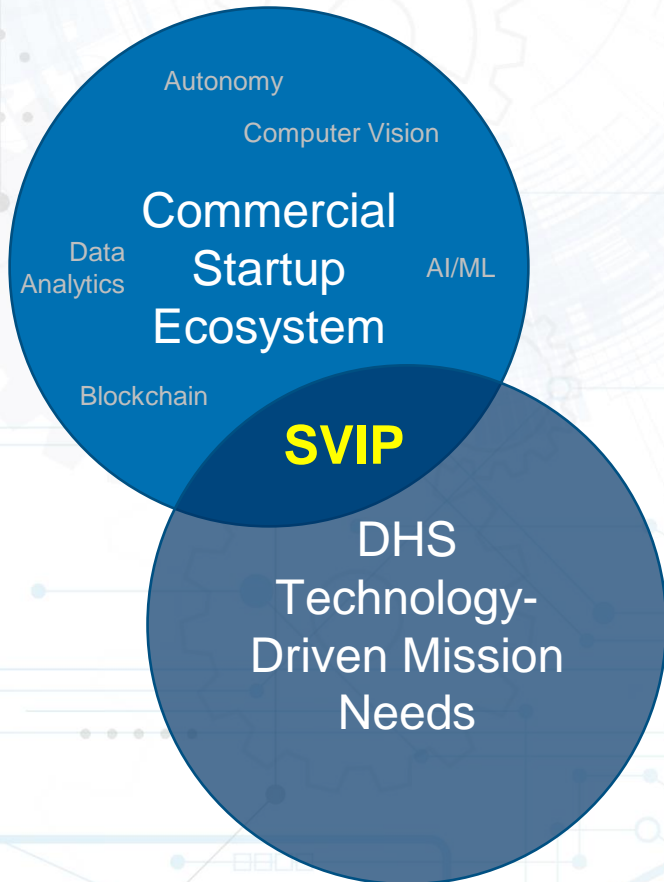 Autonomy
Computer Vision
Commercial
Startup
Ecosystem
Data
Analytics
AI/ML
Blockchain
SVIP
DHS
Technology-
Driven Mission
Needs